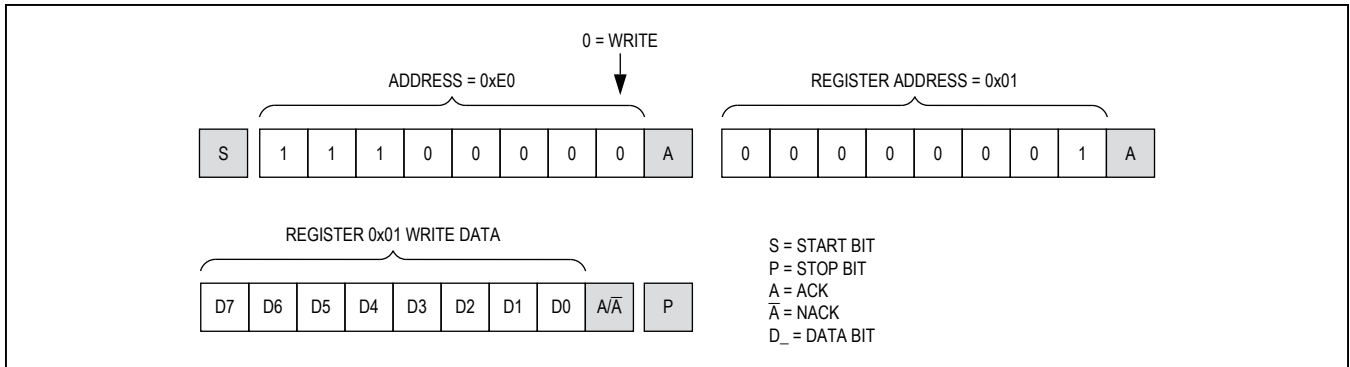 0 = WRITE
ADDRESS = 0xE0
REGISTER ADDRESS = 0x01
S 1 1 1 0 0 0 0 0 A 0 0 0 0 0 0 0 1 A
REGISTER 0x01 WRITE DATA
D7 D6 D5 D4 D3 D2 D1 D0 A/A̅ P
S = START BIT
P = STOP BIT
A = ACK
A̅ = NACK
D_ = DATA BIT